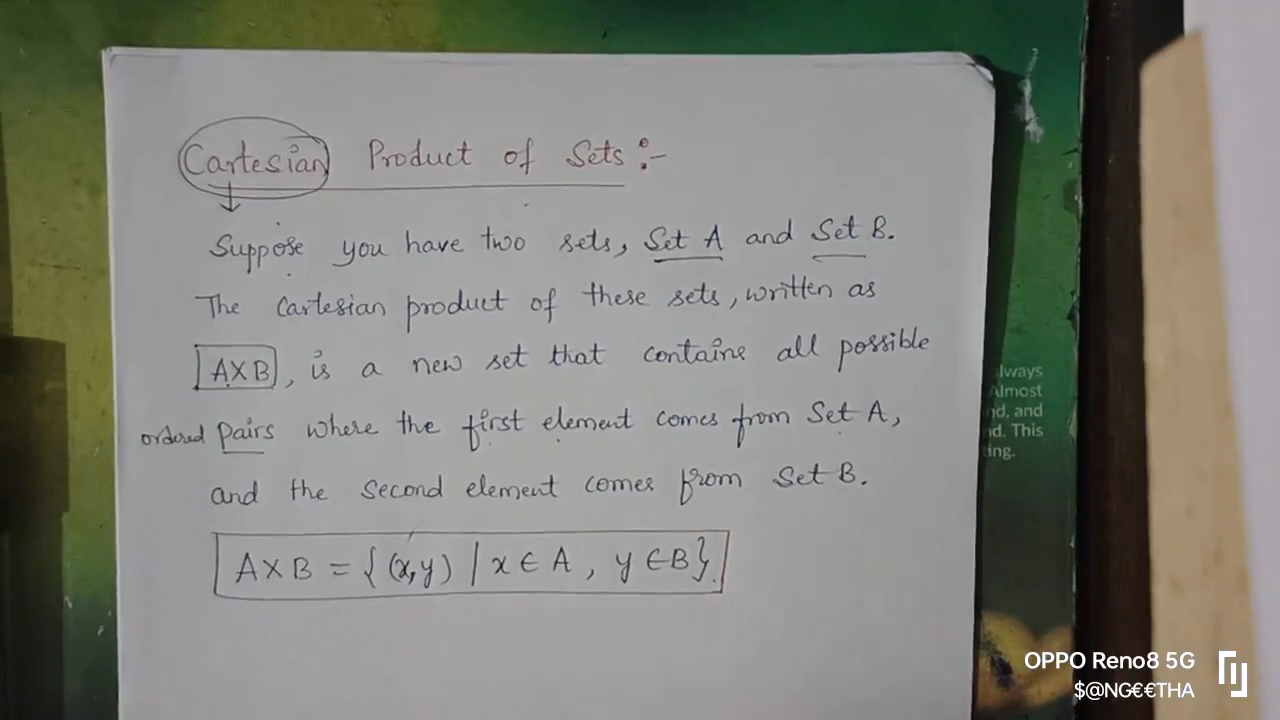 Cartesian Product of Sets :-
Suppose you have two sets, Set A and Set B.
The Cartesian product of these sets, written as
A×B, is a new set that contains all possible
ordered pairs where the first element comes from Set A,
and the second element comes from Set B.
A×B = {(x,y) / x ∈ A, y ∈ B}.
lways
Almost
nd, and
nd. This
ting.
OPPO Reno8 5G
$@NG€€THA